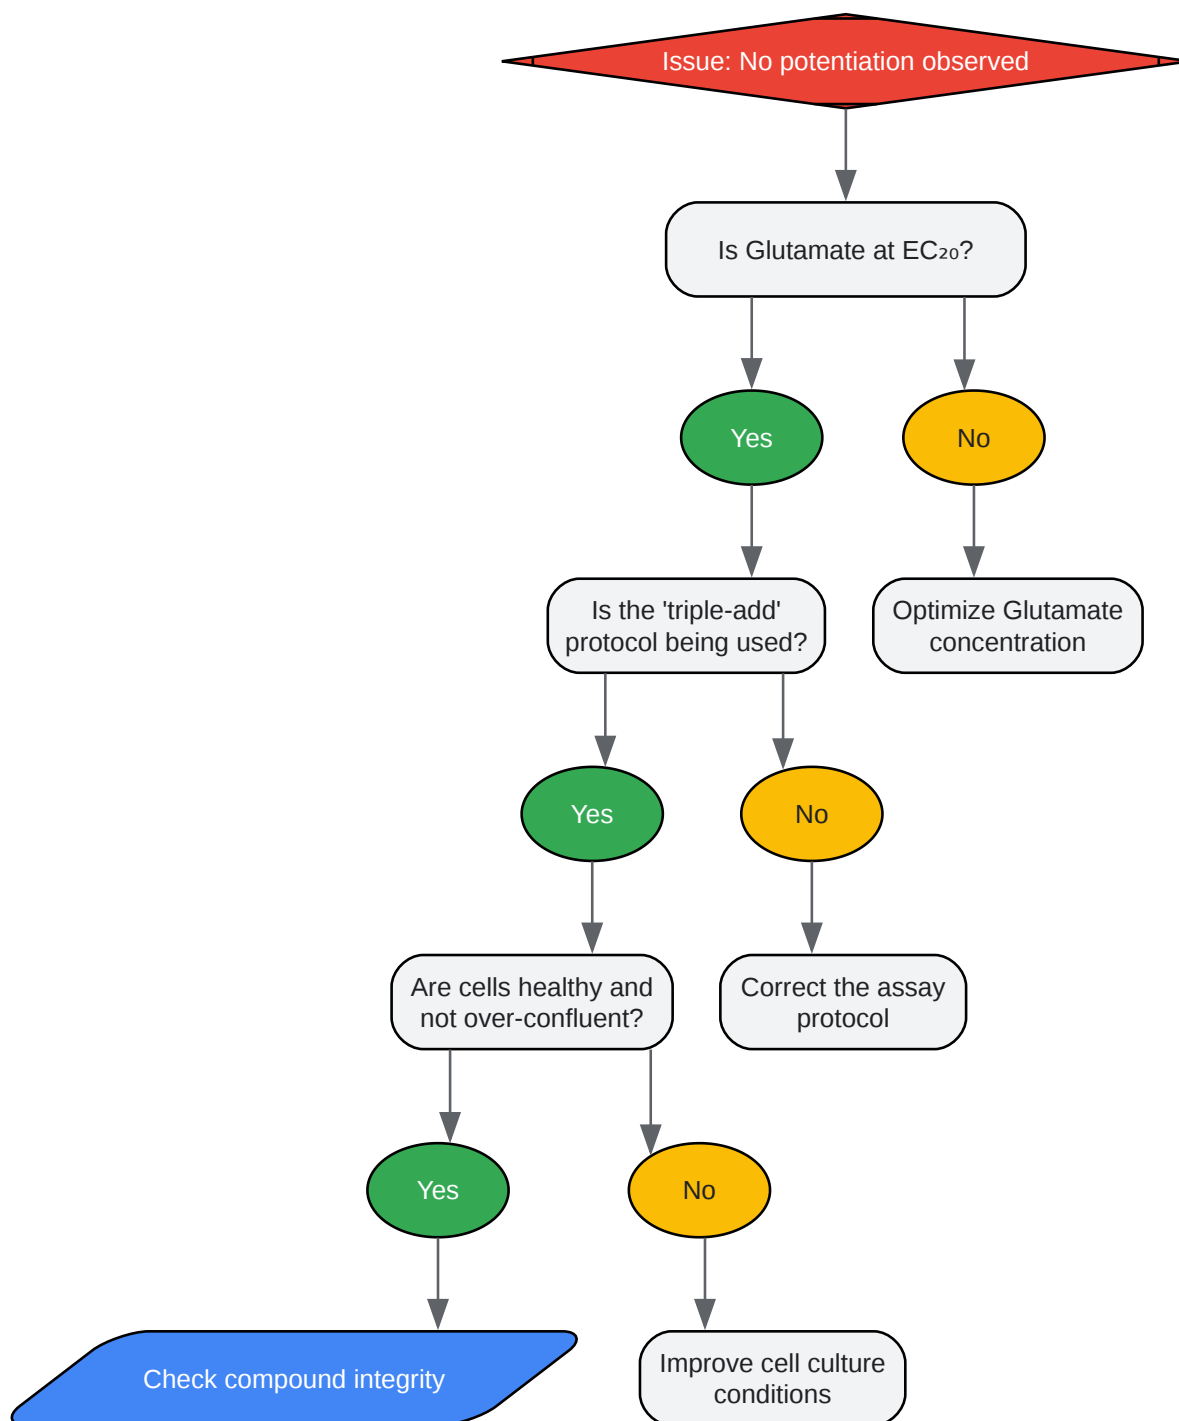 Issue: No potentiation observed
Is Glutamate at EC₂₀?
Yes
No
Is the 'triple-add'
protocol being used?
Optimize Glutamate
concentration
Yes
No
Are cells healthy and
not over-confluent?
Correct the assay
protocol
Yes
No
Check compound integrity
Improve cell culture
conditions